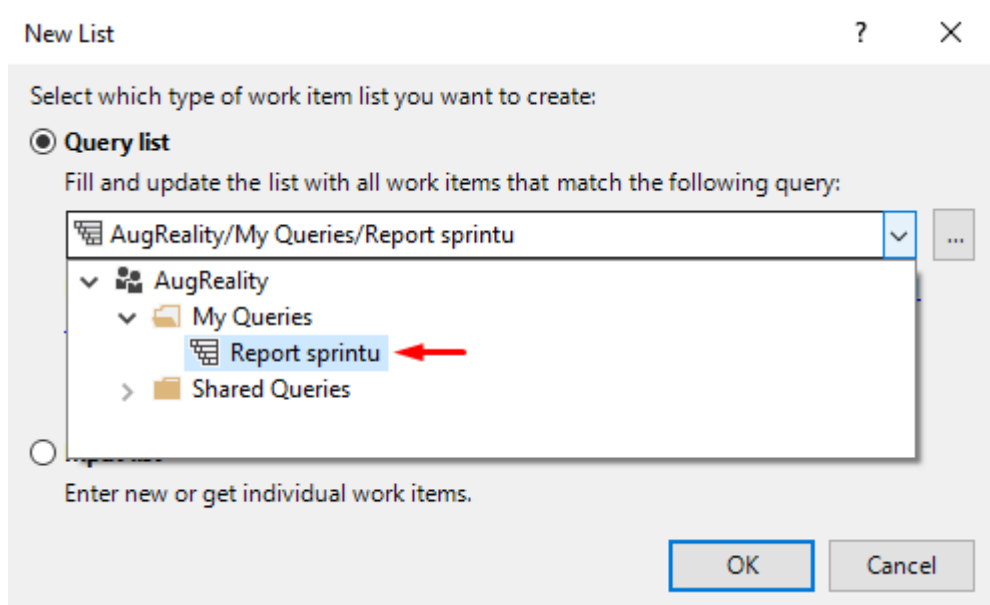 New List
?
Select which type of work item list you want to create:
Query list
Fill and update the list with all work items that match the following query:
AugReality/My Queries/Report sprintu
...
AugReality
My Queries
Report sprintu
Shared Queries
Enter new or get individual work items.
OK Cancel